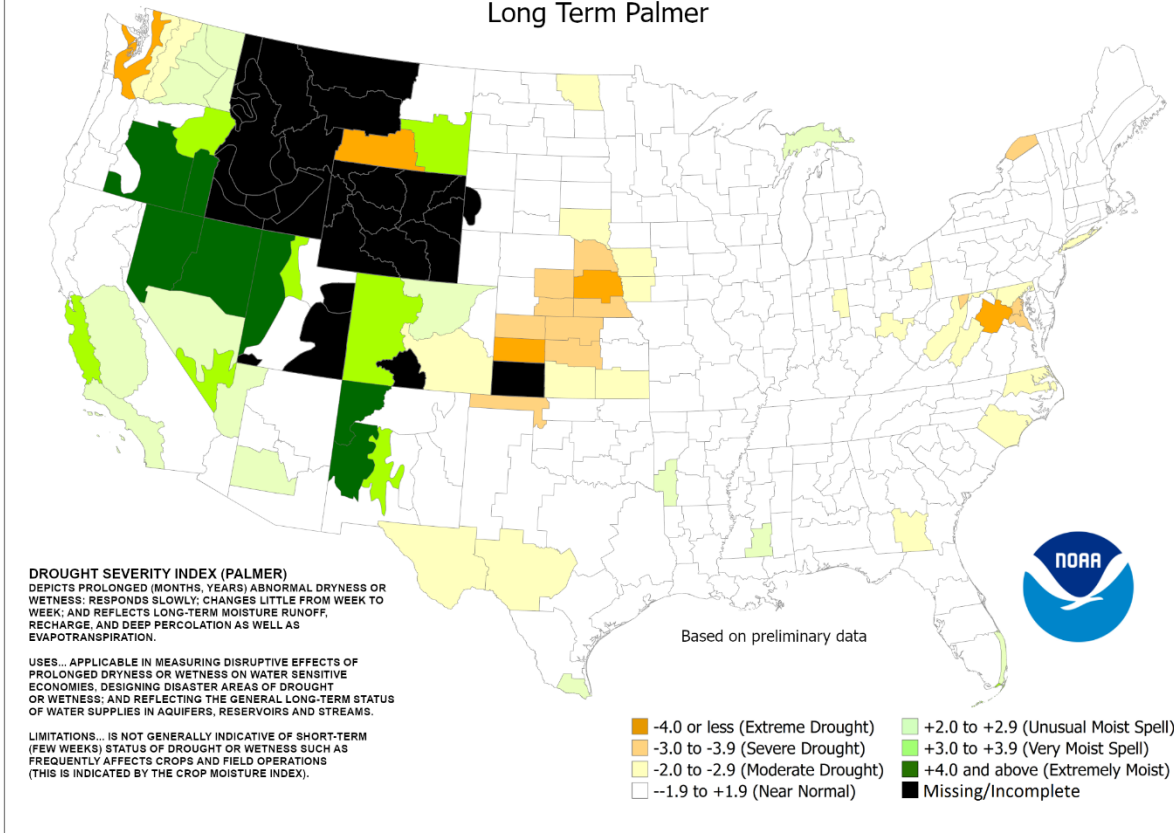 Long Term Palmer
DROUGHT SEVERITY INDEX (PALMER)
DEPICTS PROLONGED (MONTHS, YEARS) ABNORMAL DRYNESS OR
WETNESS: RESPONDS SLOWLY; CHANGES LITTLE FROM WEEK TO
WEEK; AND REFLECTS LONG-TERM MOISTURE RUNOFF,
RECHARGE, AND DEEP PERCOLATION AS WELL AS
EVAPOTRANSPIRATION.
USES... APPLICABLE IN MEASURING DISRUPTIVE EFFECTS OF
PROLONGED DRYNESS OR WETNESS ON WATER SENSITIVE
ECONOMIES, DESIGNING DISASTER AREAS OF DROUGHT
OR WETNESS; AND REFLECTING THE GENERAL LONG-TERM STATUS
OF WATER SUPPLIES IN AQUIFERS, RESERVOIRS AND STREAMS.
LIMITATIONS... IS NOT GENERALLY INDICATIVE OF SHORT-TERM
(FEW WEEKS) STATUS OF DROUGHT OR WETNESS SUCH AS
FREQUENTLY AFFECTS CROPS AND FIELD OPERATIONS
(THIS IS INDICATED BY THE CROP MOISTURE INDEX).
NOAA
Based on preliminary data
-4.0 or less (Extreme Drought)
-3.0 to -3.9 (Severe Drought)
-2.0 to -2.9 (Moderate Drought)
--1.9 to +1.9 (Near Normal)
+2.0 to +2.9 (Unusual Moist Spell)
+3.0 to +3.9 (Very Moist Spell)
+4.0 and above (Extremely Moist)
Missing/Incomplete